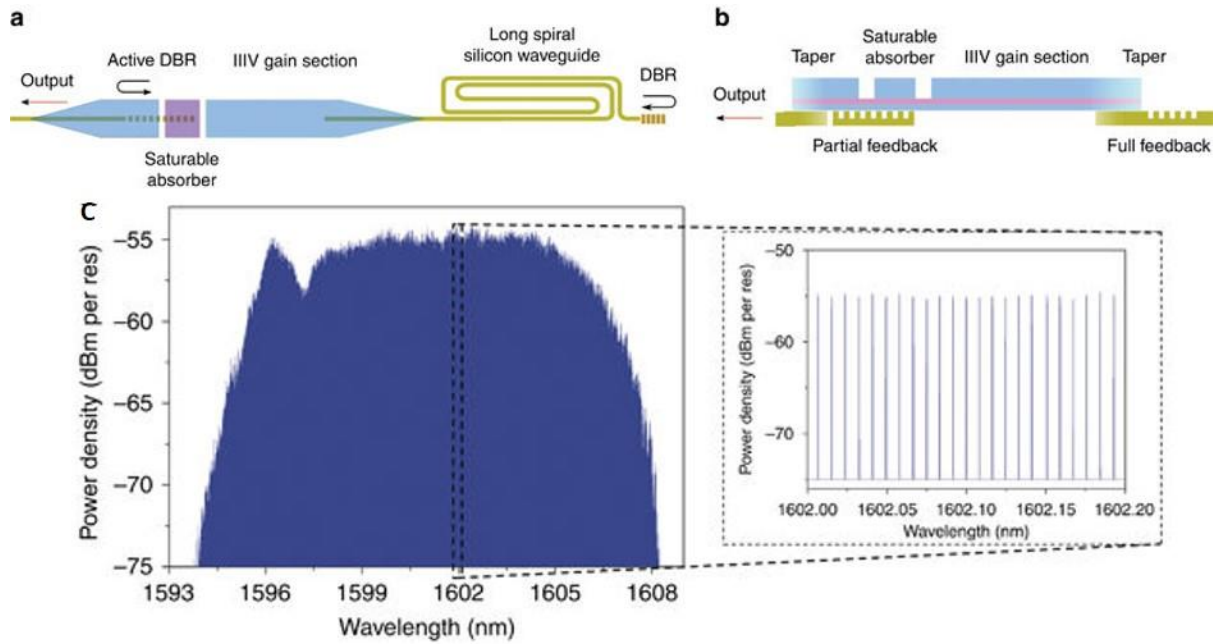 a
Output
Active DBR
IIIV gain section
Long spiral
silicon waveguide
DBR
Saturable
absorber
b
Taper
Saturable
absorber
IIIV gain section
Taper
Output
Partial feedback
Full feedback
C
Power density (dBm per res)
−55
−60
−65
−70
−75
1593
1596
1599
1602
1605
1608
Wavelength (nm)
Power density (dBm per res)
−50
−60
−70
1602.00
1602.05
1602.10
1602.15
1602.20
Wavelength (nm)